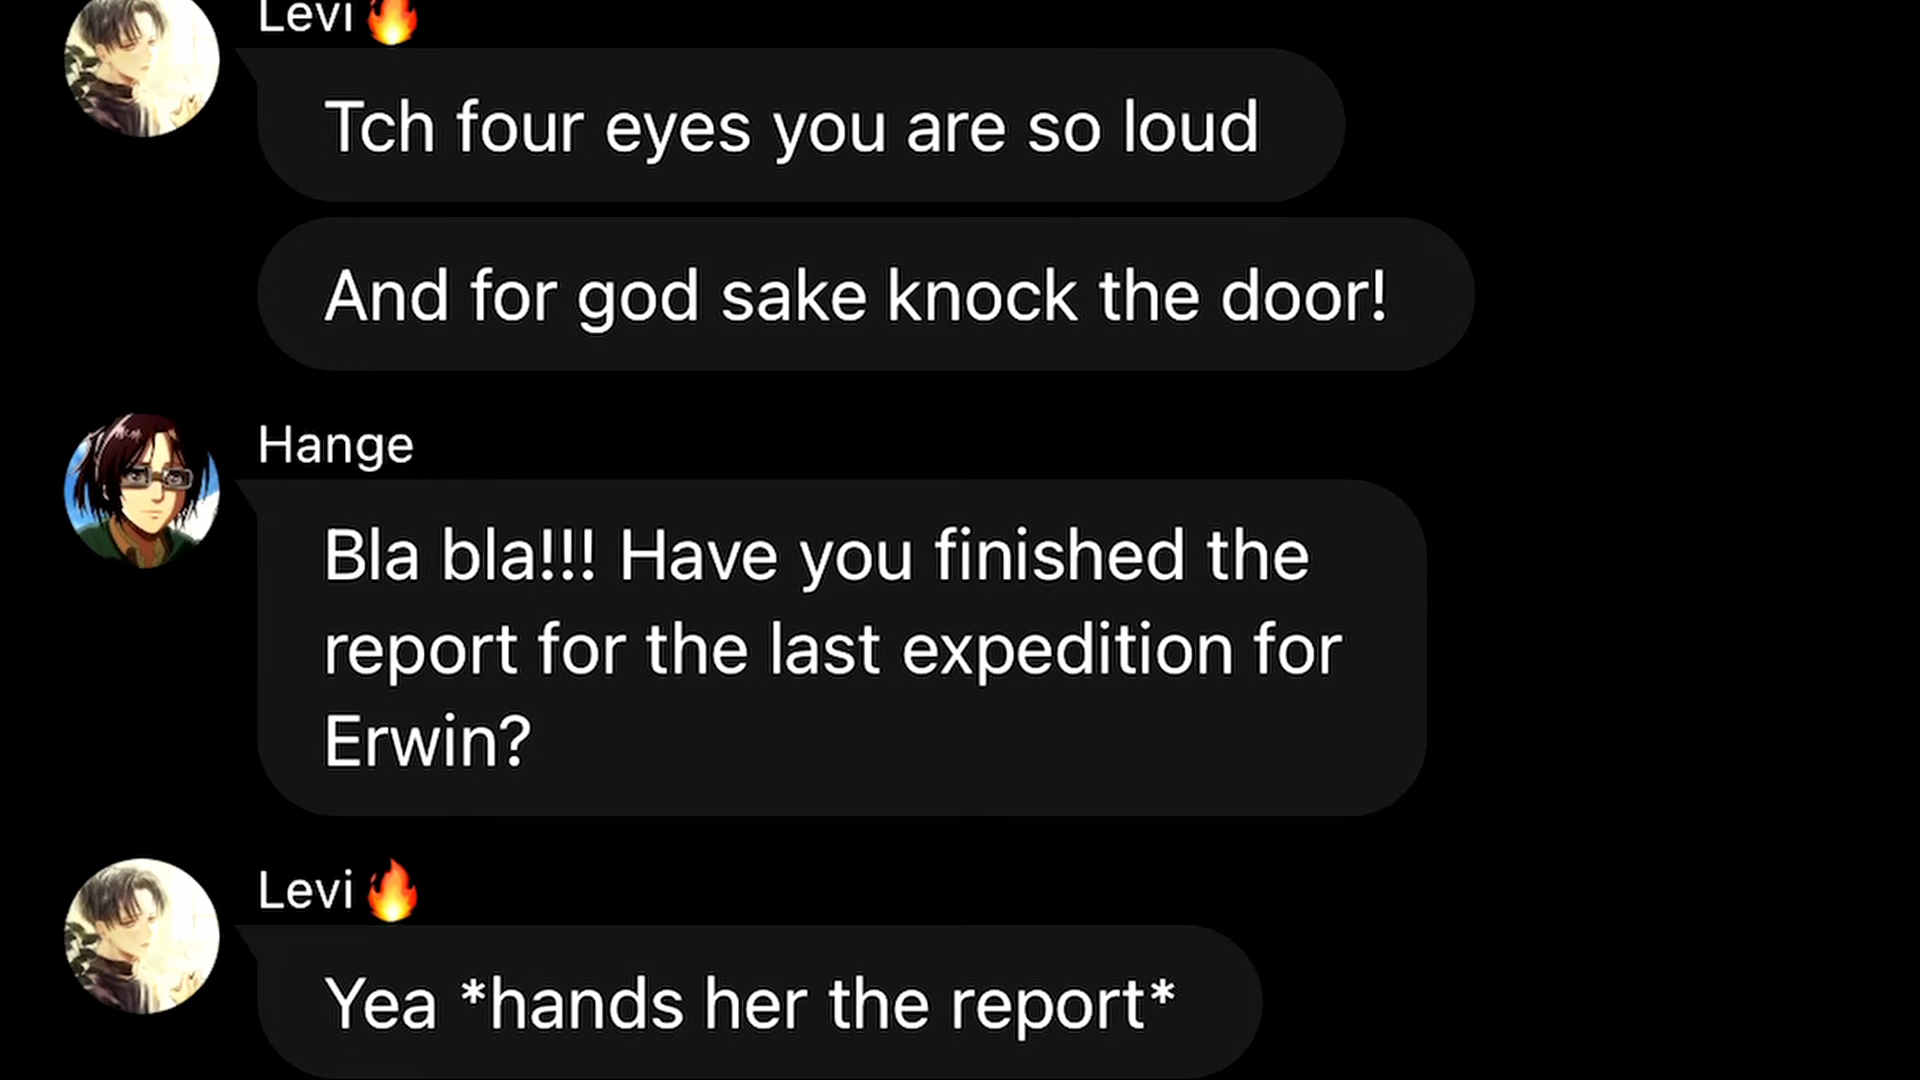 Levi🔥
Tch four eyes you are so loud
And for god sake knock the door!
Hange
Bla bla!!! Have you finished the
report for the last expedition for
Erwin?
Levi🔥
Yea *hands her the report*